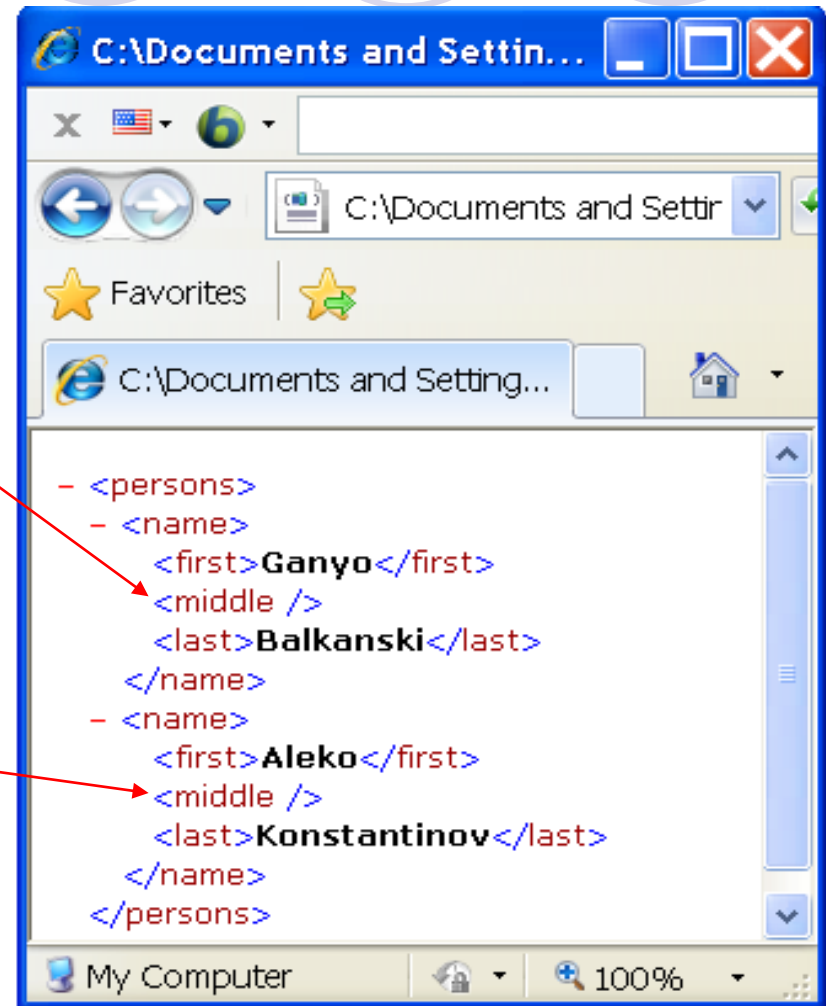 C:\Documents and Settin...
x
C:\Documents and Settir
Favorites
C:\Documents and Setting...
- <persons>
- <name>
<first>Ganyo</first>
<middle />
<last>Balkanski</last>
</name>
- <name>
<first>Aleko</first>
<middle />
<last>Konstantinov</last>
</name>
</persons>
My Computer
100%